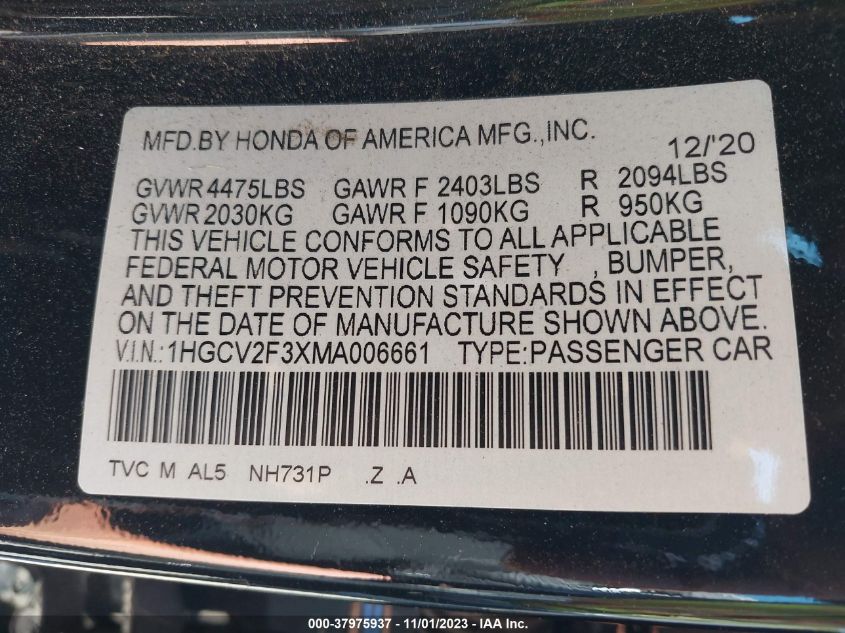 MFD.BY HONDA OF AMERICA MFG.,INC. 12/'20
GVWR 4475LBS GAWR F 2403LBS R 2094LBS
GVWR 2030KG GAWR F 1090KG R 950KG
THIS VEHICLE CONFORMS TO ALL APPLICABLE
FEDERAL MOTOR VEHICLE SAFETY , BUMPER,
AND THEFT PREVENTION STANDARDS IN EFFECT
ON THE DATE OF MANUFACTURE SHOWN ABOVE.
V.I.N.:1HGCV2F3XMA006661 TYPE:PASSENGER CAR
TVC M AL5 NH731P .Z .A
000-37975937 - 11/01/2023 - IAA Inc.